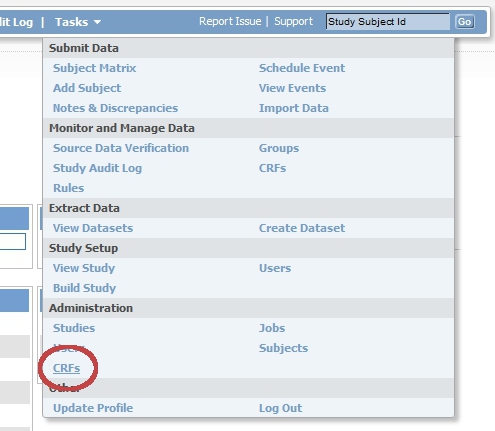 it Log | Tasks Report Issue | Support Study Subject Id Go
Submit Data
Subject Matrix Schedule Event
Add Subject View Events
Notes & Discrepancies Import Data
Monitor and Manage Data
Source Data Verification Groups
Study Audit Log CRFs
Rules
Extract Data
View Datasets Create Dataset
Study Setup
View Study Users
Build Study
Administration
Studies Jobs
Users Subjects
CRFs
Other
Update Profile Log Out